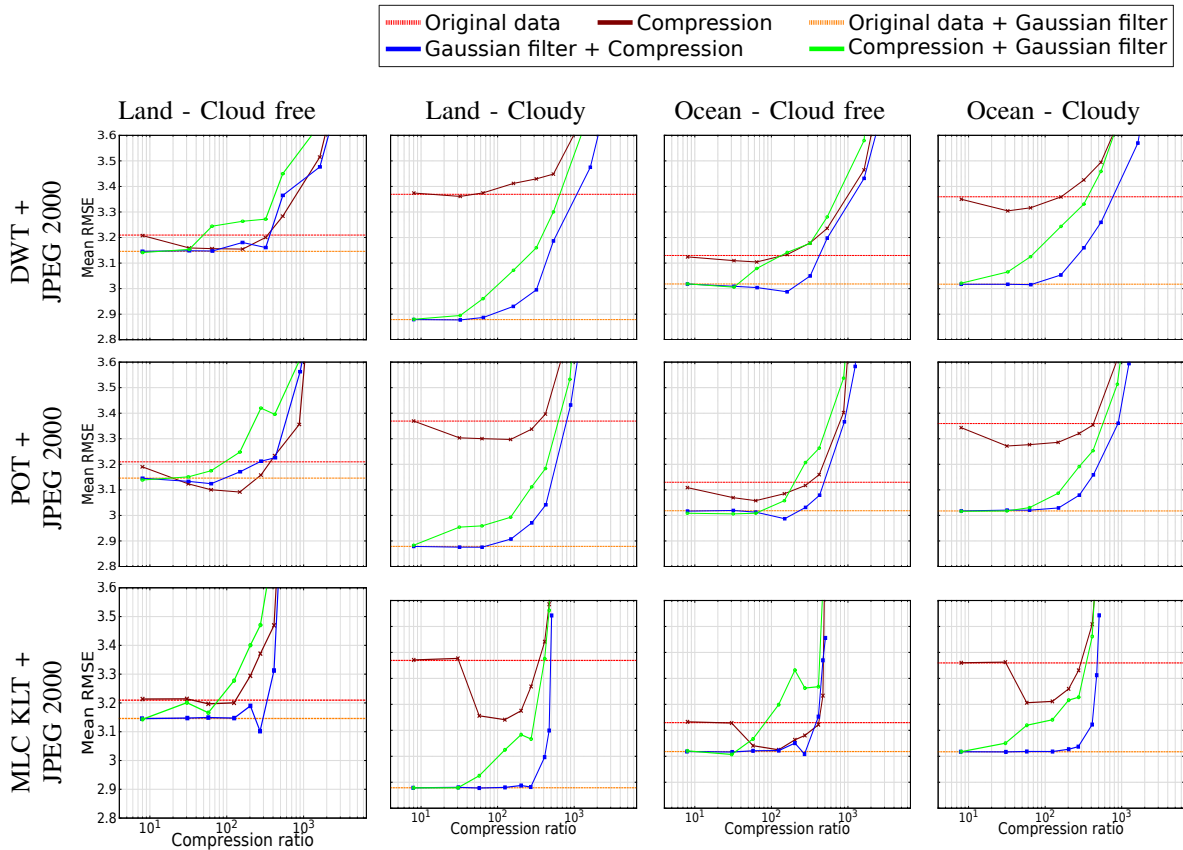 Original data
Compression
Original data + Gaussian filter
Gaussian filter + Compression
Compression + Gaussian filter
Land - Cloud free
Land - Cloudy
Ocean - Cloud free
Ocean - Cloudy
DWT +
JPEG 2000
Mean RMSE
3.6
3.5
3.4
3.3
3.2
3.1
3
2.9
2.8
POT +
JPEG 2000
Mean RMSE
3.6
3.5
3.4
3.3
3.2
3.1
3
2.9
2.8
MLC KLT +
JPEG 2000
Mean RMSE
3.6
3.5
3.4
3.3
3.2
3.1
3
2.9
2.8
10^1
10^2
10^3
Compression ratio
10^1
10^2
10^3
Compression ratio
10^1
10^2
10^3
Compression ratio
10^1
10^2
10^3
Compression ratio